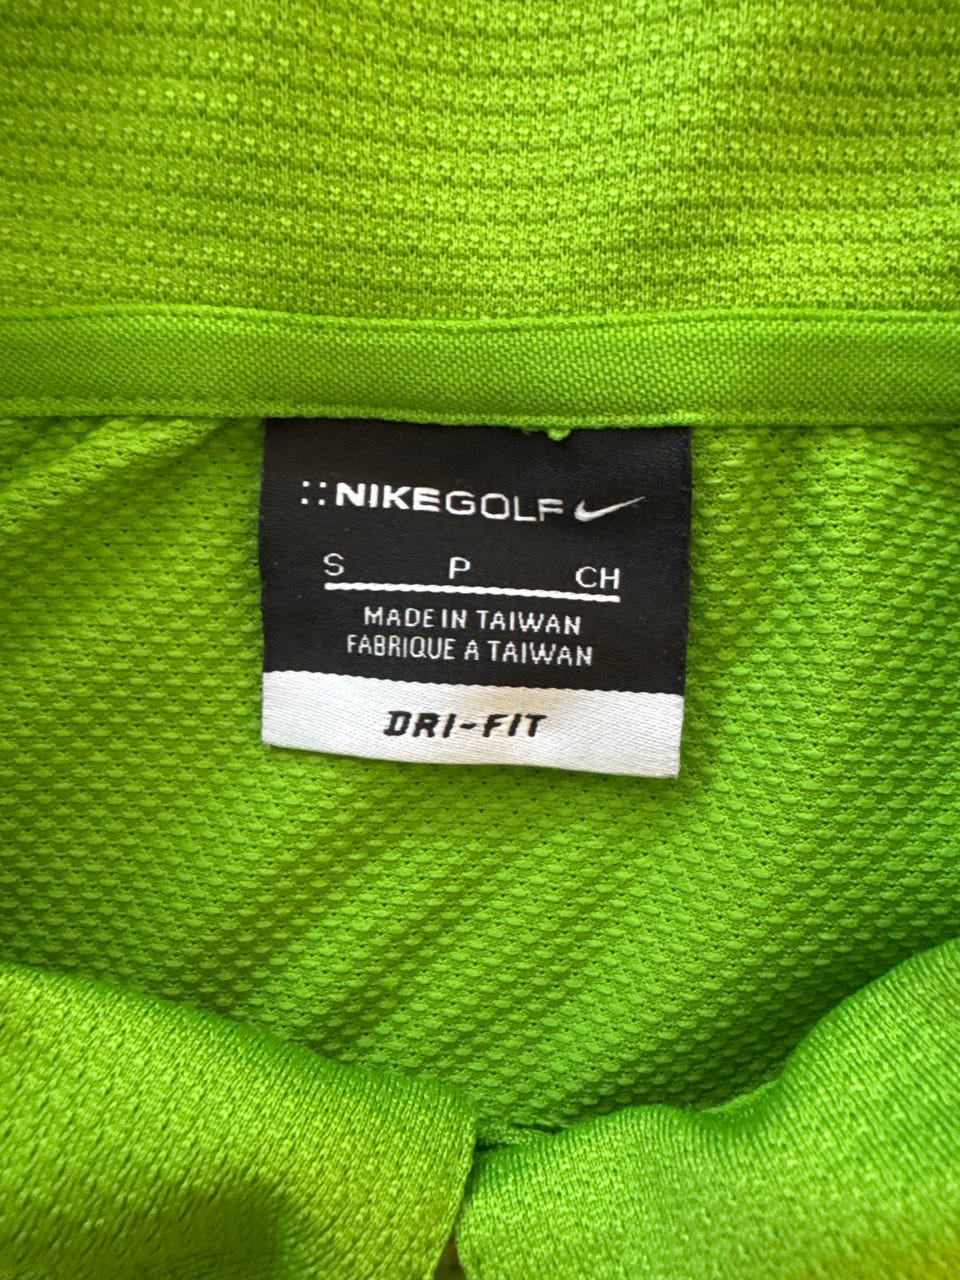 ::NIKEGOLF
S P CH
MADE IN TAIWAN
FABRIQUE A TAIWAN
DRI-FIT